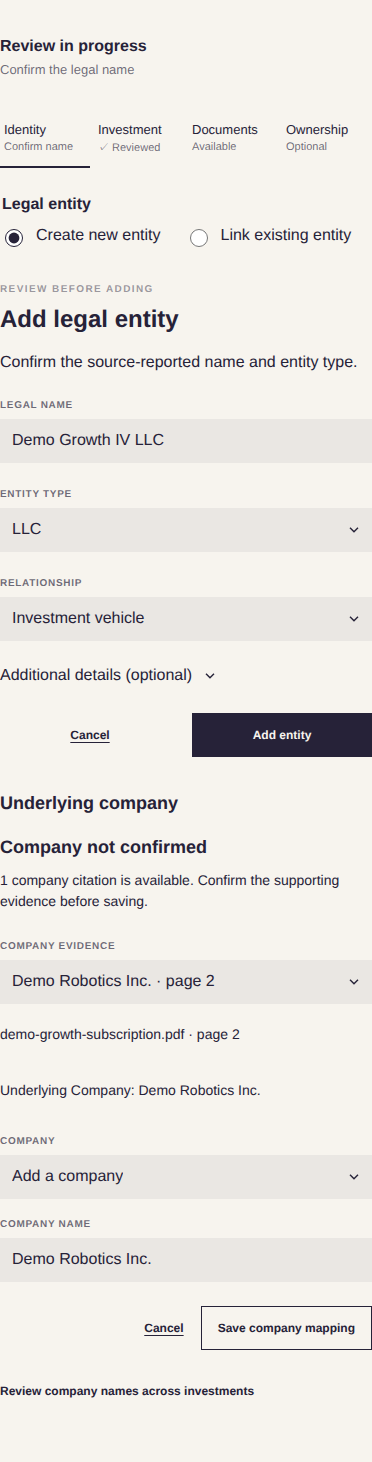 Review in progress
Confirm the legal name
Identity Investment Documents Ownership
Confirm name ✓ Reviewed Available Optional
Legal entity
Create new entity Link existing entity
REVIEW BEFORE ADDING
Add legal entity
Confirm the source-reported name and entity type.
LEGAL NAME
Demo Growth IV LLC
ENTITY TYPE
LLC
RELATIONSHIP
Investment vehicle
Additional details (optional)
Cancel Add entity
Underlying company
Company not confirmed
1 company citation is available. Confirm the supporting
evidence before saving.
COMPANY EVIDENCE
Demo Robotics Inc. · page 2
demo-growth-subscription.pdf · page 2
Underlying Company: Demo Robotics Inc.
COMPANY
Add a company
COMPANY NAME
Demo Robotics Inc.
Cancel Save company mapping
Review company names across investments